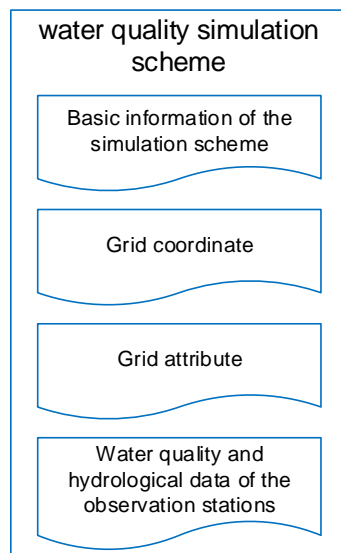 water quality simulation
scheme
Basic information of the
simulation scheme
Grid coordinate
Grid attribute
Water quality and
hydrological data of the
observation stations